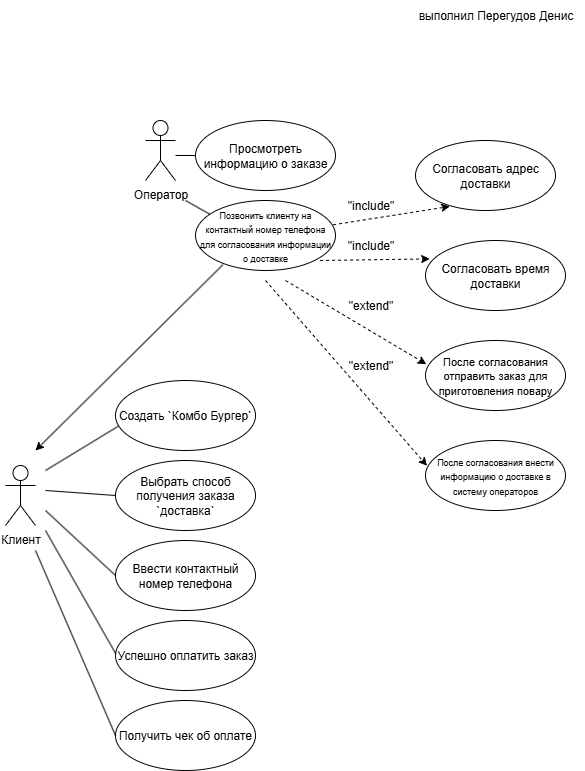 выполнил Перегудов Денис
Просмотреть
информацию о заказе
Оператор
Позвонить клиенту на
контактный номер телефона
для согласования информации
о доставке
"include"
Согласовать адрес
доставки
"include"
Согласовать время
доставки
"extend"
После согласования
отправить заказ для
приготовления повару
"extend"
После согласования внести
информацию о доставке в
систему операторов
Создать `Комбо Бургер`
Выбрать способ
получения заказа
`доставка`
Клиент
Ввести контактный
номер телефона
Успешно оплатить заказ
Получить чек об оплате